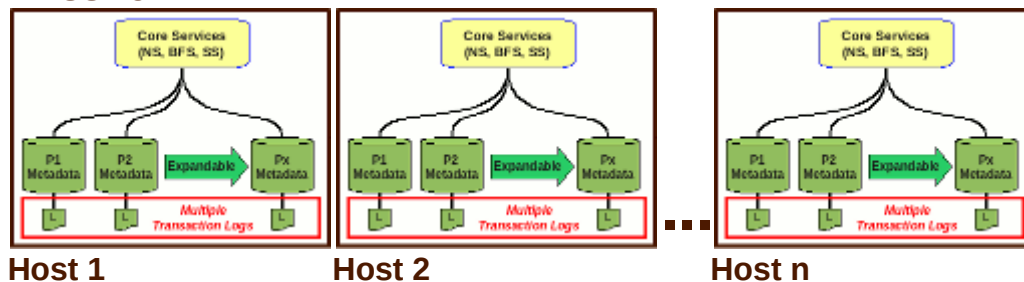 Core Services
(NS, BFS, SS)
P1
Metadata
P2
Metadata
Expandable
Px
Metadata
L
L
L
Multiple
Transaction Logs
Host 1
Core Services
(NS, BFS, SS)
P1
Metadata
P2
Metadata
Expandable
Px
Metadata
L
L
L
Multiple
Transaction Logs
Host 2
Core Services
(NS, BFS, SS)
P1
Metadata
P2
Metadata
Expandable
Px
Metadata
L
L
L
Multiple
Transaction Logs
Host n